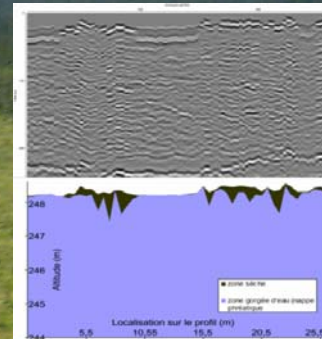 248
247
246
245
244
Altitude (m)
zone sèche
zone gorgée d'eau (nappe
phréatique
Localisation sur le profil (m)
5,5
10,55
15,5
20,5
25,5